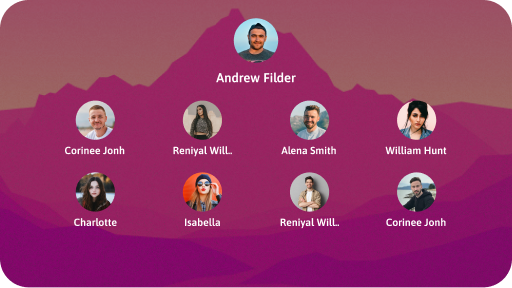 Andrew Filder
Corinee Jonh
Reniyal Will..
Alena Smith
William Hunt
Charlotte
Isabella
Reniyal Will..
Corinee Jonh